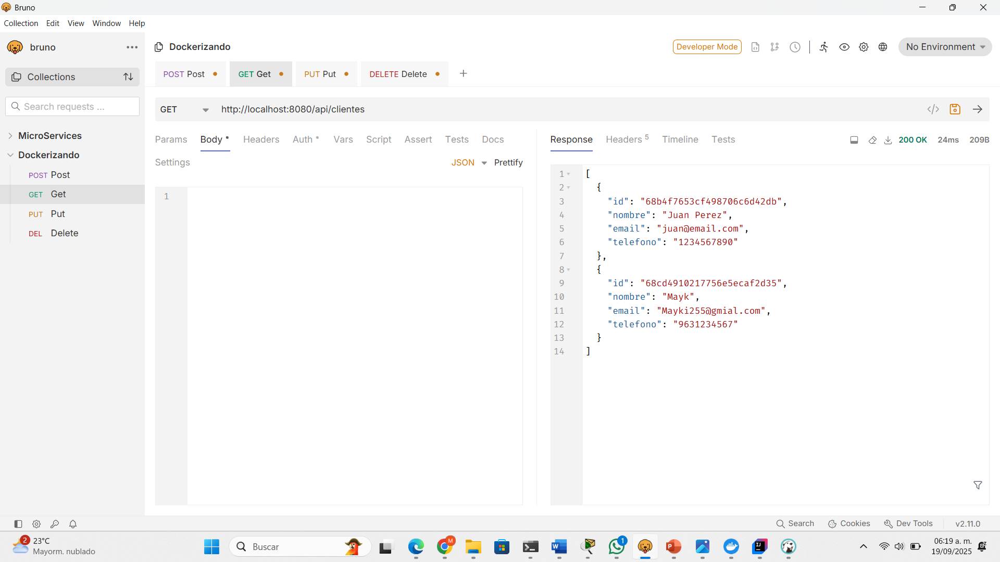 Bruno
Collection Edit View Window Help
bruno
Dockerizando
Developer Mode
No Environment
Collections
POST Post
GET Get
PUT Put
DELETE Delete
Search requests ...
GET
http://localhost:8080/api/clientes
MicroServices
Dockerizando
POST Post
GET Get
PUT Put
DEL Delete
Params Body Headers Auth Vars Script Assert Tests Docs
Settings
JSON Prettify
1
Response Headers 5 Timeline Tests
200 OK 24ms 209B
1 [
2 {
3 "id": "68b4f7653cf498706c6d42db",
4 "nombre": "Juan Perez",
5 "email": "juan@email.com",
6 "telefono": "1234567890"
7 },
8 {
9 "id": "68cd4910217756e5ecaf2d35",
10 "nombre": "Mayk",
11 "email": "Mayki255@gmial.com",
12 "telefono": "9631234567"
13 }
14 ]
Search Cookies Dev Tools v2.11.0
2
23°C
Mayorm. nublado
Buscar
M
W
1
P
IJ
06:19 a. m.
19/09/2025